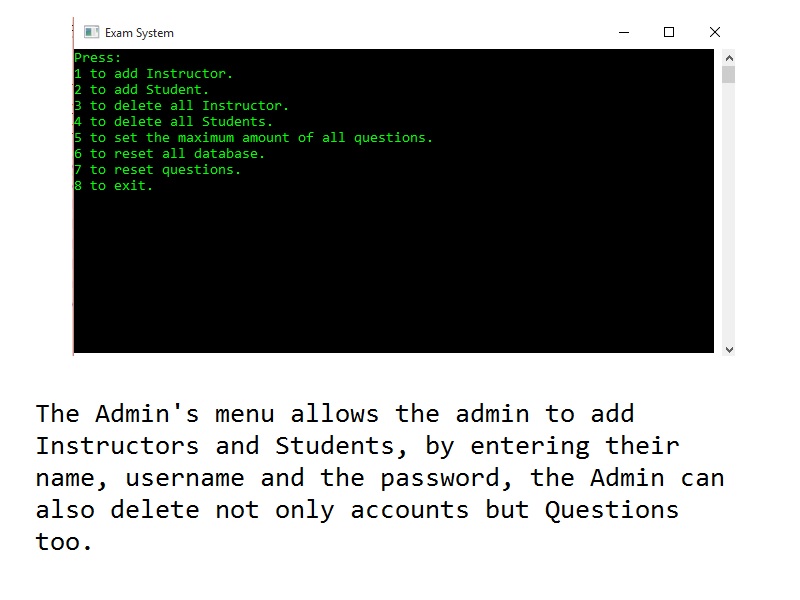 Exam System
Press:
1 to add Instructor.
2 to add Student.
3 to delete all Instructor.
4 to delete all Students.
5 to set the maximum amount of all questions.
6 to reset all database.
7 to reset questions.
8 to exit.
The Admin's menu allows the admin to add
Instructors and Students, by entering their
name, username and the password, the Admin can
also delete not only accounts but Questions
too.